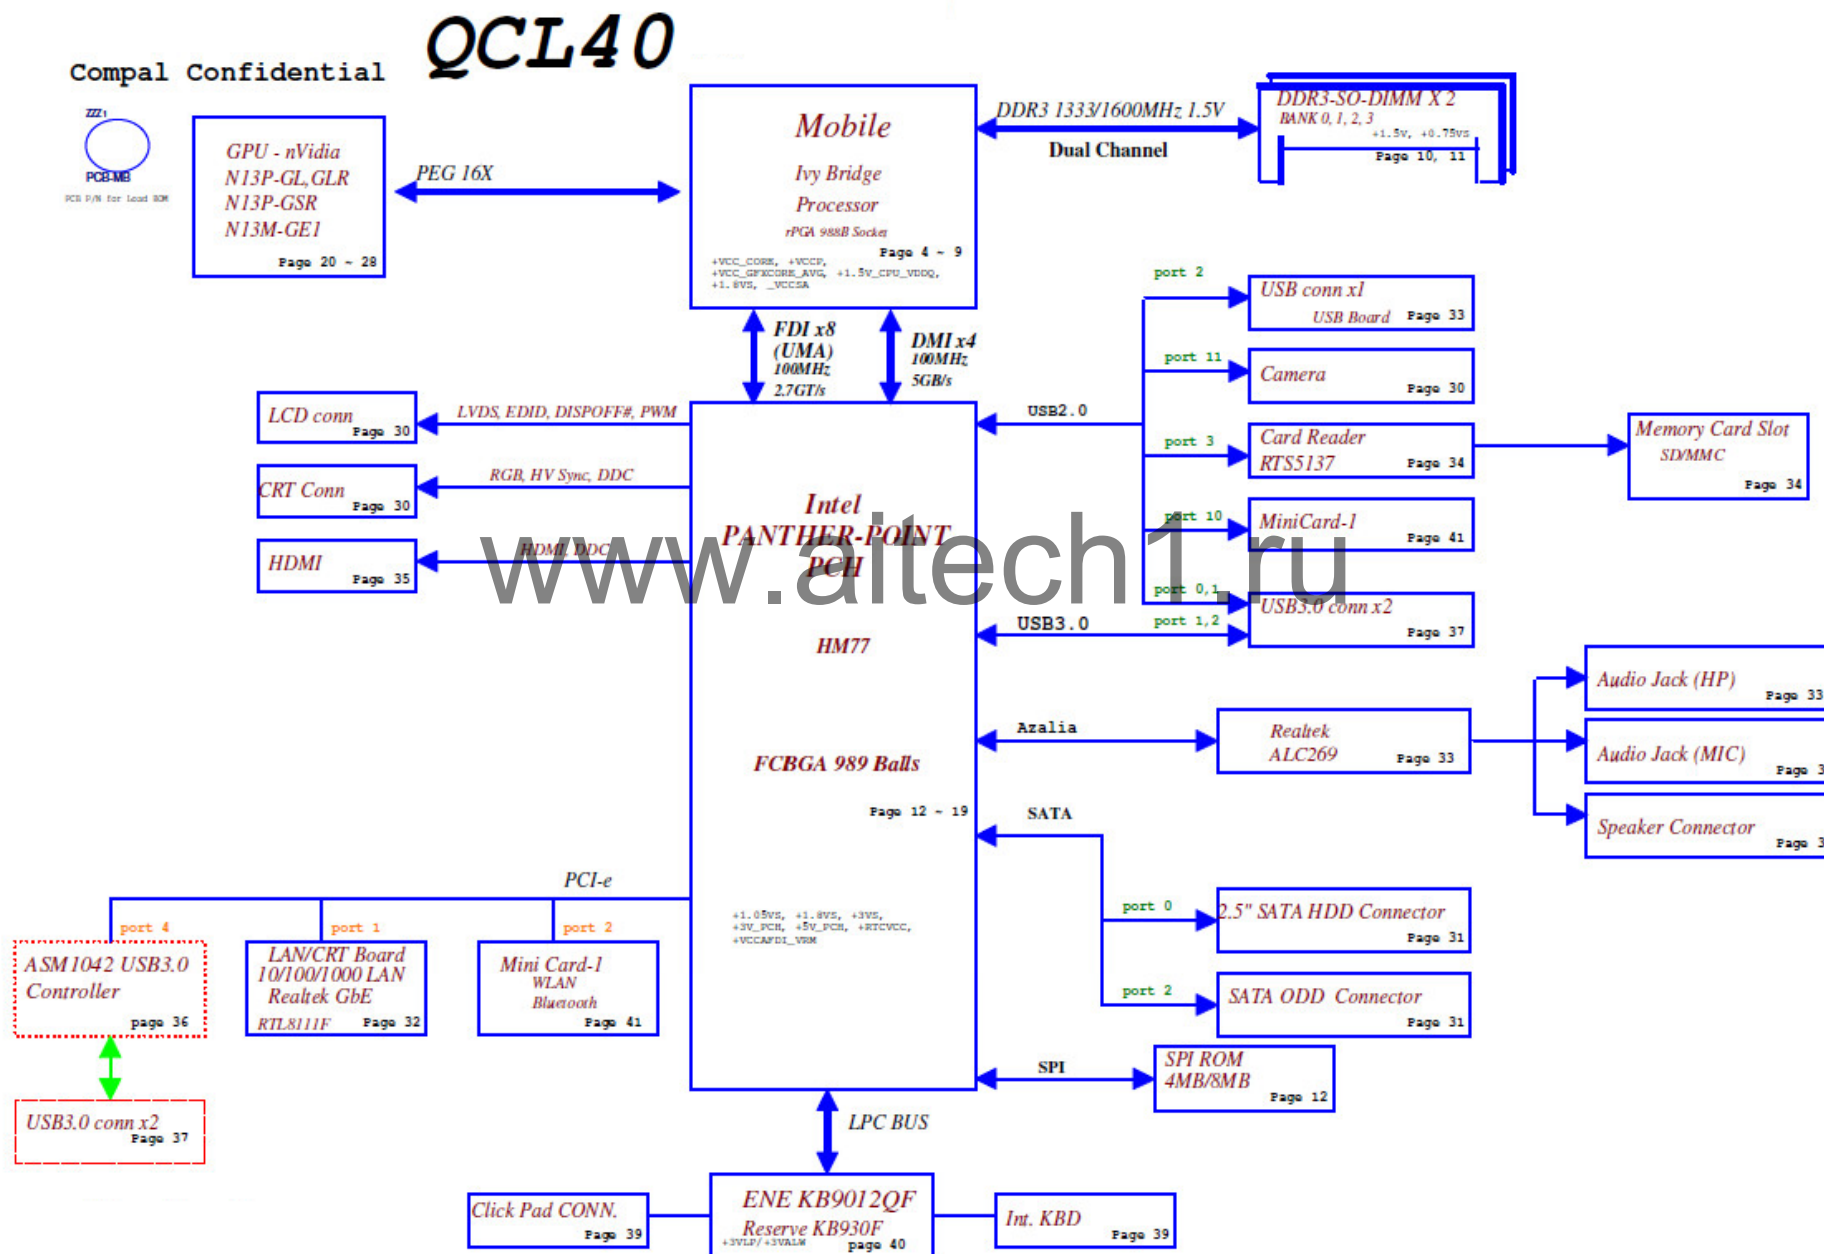 QCL40
Compal Confidential
ZZZ1
PCB-MB
PCB P/N for Load BOM
GPU - nVidia
N13P-GL,GLR
N13P-GSR
N13M-GE1
Page 20 ~ 28
PEG 16X
Mobile
Ivy Bridge
Processor
rPGA 988B Socket
Page 4 ~ 9
+VCC_CORE, +VCCP,
+VCC_GFXCORE_AVG, +1.5V_CPU_VDDQ,
+1.8VS, _VCCSA
DDR3 1333/1600MHz 1.5V
Dual Channel
DDR3-SO-DIMM X 2
BANK 0, 1, 2, 3
+1.5v, +0.75vs
Page 10, 11
FDI x8
(UMA)
100MHz
2.7GT/s
DMI x4
100MHz
5GB/s
port 2
USB conn x1
USB Board Page 33
port 11
Camera
Page 30
USB2.0
port 3
Card Reader
RTS5137 Page 34
Memory Card Slot
SD/MMC
Page 34
port 10
MiniCard-1
Page 41
port 0,1
USB3.0
port 1,2
USB3.0 conn x2
Page 37
LCD conn
Page 30
LVDS, EDID, DISPOFF#, PWM
CRT Conn
Page 30
RGB, HV Sync, DDC
HDMI
Page 35
HDMI, DDC
Intel
PANTHER-POINT
PCH
HM77
FCBGA 989 Balls
Page 12 ~ 19
+1.05VS, +1.8VS, +3VS,
+3V_PCH, +5V_PCH, +RTCVCC,
+VCCAFDI_VRM
www.aitech1.ru
Azalia
Realtek
ALC269 Page 33
Audio Jack (HP)
Page 33
Audio Jack (MIC)
Page 3
Speaker Connector
Page 3
SATA
port 0
2.5" SATA HDD Connector
Page 31
port 2
SATA ODD Connector
Page 31
SPI
SPI ROM
4MB/8MB
Page 12
PCI-e
port 4
ASM1042 USB3.0
Controller
page 36
USB3.0 conn x2
Page 37
port 1
LAN/CRT Board
10/100/1000 LAN
Realtek GbE
RTL8111F Page 32
port 2
Mini Card-1
WLAN
Bluetooth
Page 41
LPC BUS
Click Pad CONN.
Page 39
ENE KB9012QF
Reserve KB930F
+3VLP/+3VALW page 40
Int. KBD
Page 39